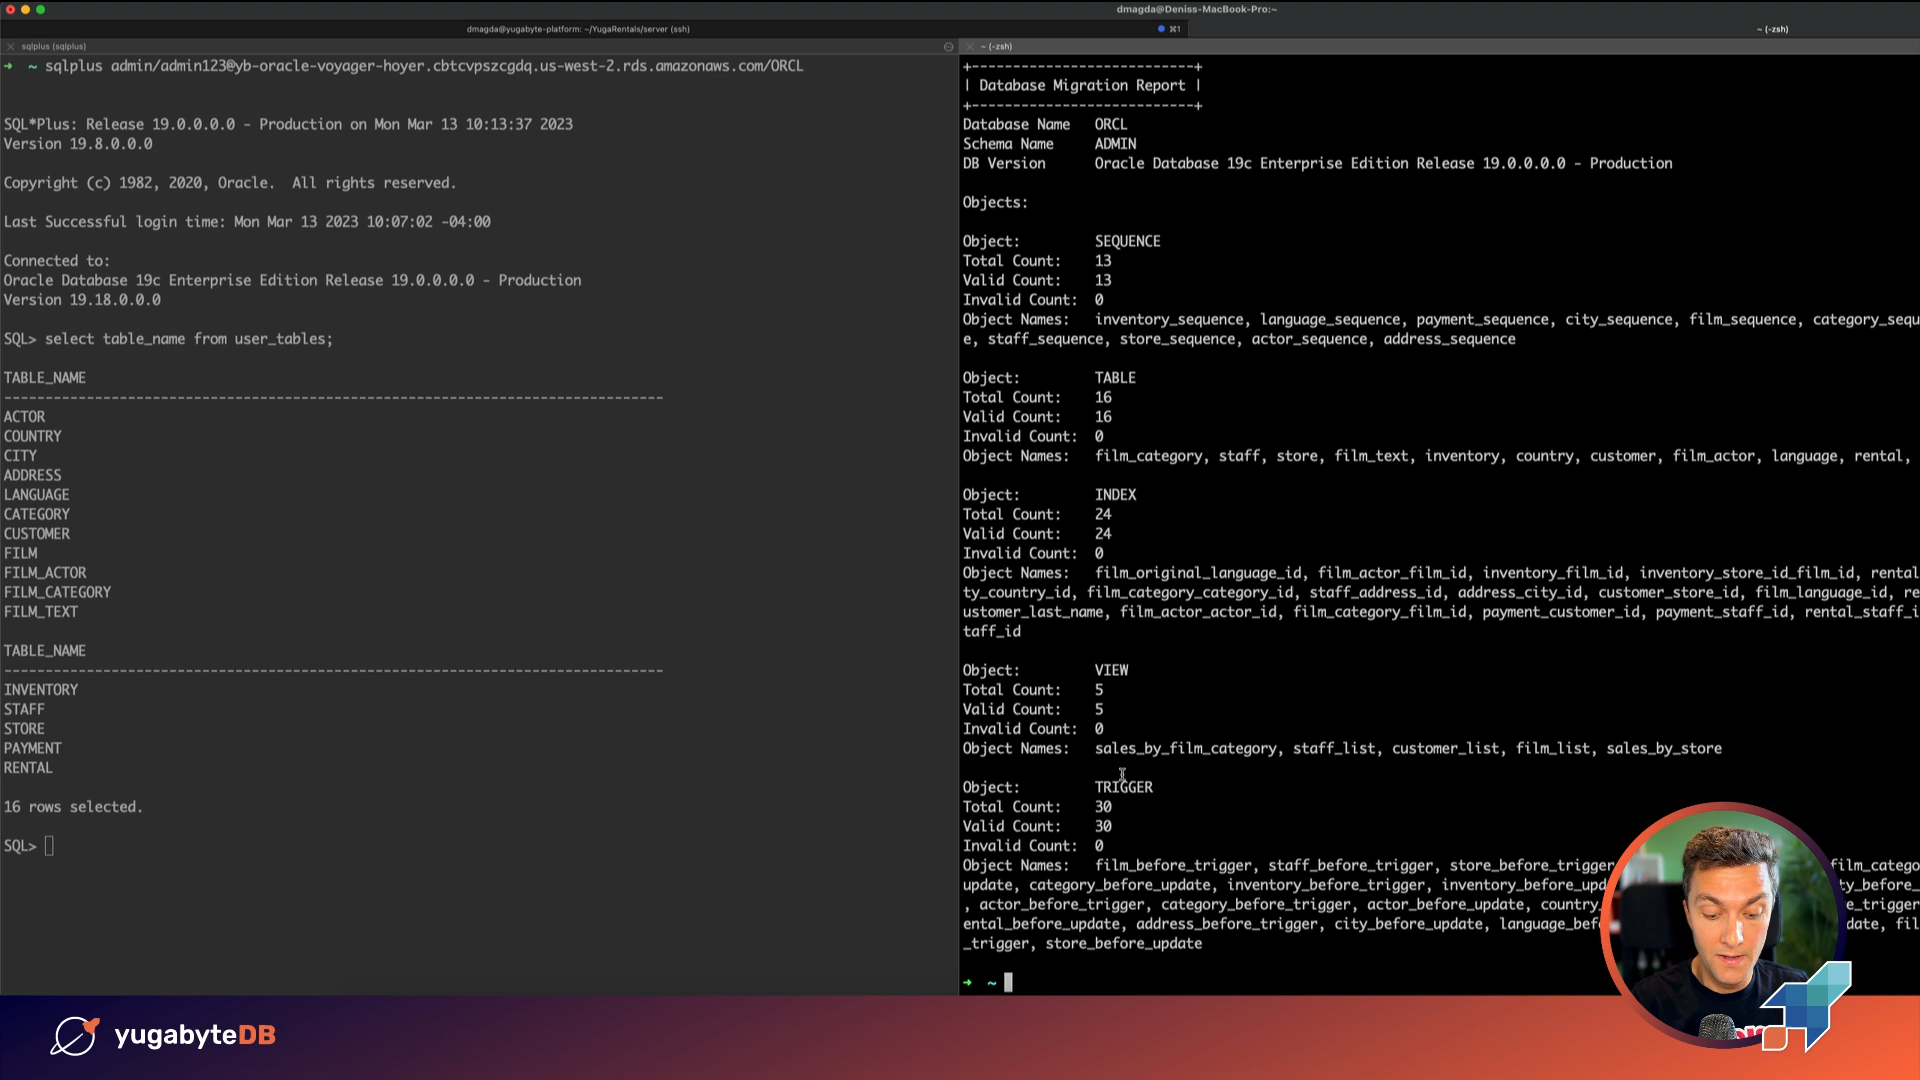 dmagda@Deniss-MacBook-Pro:~
dmagda@yugabyte-platform: ~/YugaRentals/server (ssh)
⌘1
~ (-zsh)
sqlplus (sqlplus)
➜ ~ sqlplus admin/admin123@yb-oracle-voyager-hoyer.cbtcvpszcgdq.us-west-2.rds.amazonaws.com/ORCL
SQL*Plus: Release 19.0.0.0.0 - Production on Mon Mar 13 10:13:37 2023
Version 19.8.0.0.0
Copyright (c) 1982, 2020, Oracle.  All rights reserved.
Last Successful login time: Mon Mar 13 2023 10:07:02 -04:00
Connected to:
Oracle Database 19c Enterprise Edition Release 19.0.0.0.0 - Production
Version 19.18.0.0.0
SQL> select table_name from user_tables;
TABLE_NAME
--------------------------------------------------------------------------------
ACTOR
COUNTRY
CITY
ADDRESS
LANGUAGE
CATEGORY
CUSTOMER
FILM
FILM_ACTOR
FILM_CATEGORY
FILM_TEXT
TABLE_NAME
--------------------------------------------------------------------------------
INVENTORY
STAFF
STORE
PAYMENT
RENTAL
16 rows selected.
SQL>
~ (-zsh)
+---------------------------+
| Database Migration Report |
+---------------------------+
Database Name   ORCL
Schema Name     ADMIN
DB Version      Oracle Database 19c Enterprise Edition Release 19.0.0.0.0 - Production
Objects:
Object:         SEQUENCE
Total Count:    13
Valid Count:    13
Invalid Count:  0
Object Names:   inventory_sequence, language_sequence, payment_sequence, city_sequence, film_sequence, category_sequ
e, staff_sequence, store_sequence, actor_sequence, address_sequence
Object:         TABLE
Total Count:    16
Valid Count:    16
Invalid Count:  0
Object Names:   film_category, staff, store, film_text, inventory, country, customer, film_actor, language, rental,
Object:         INDEX
Total Count:    24
Valid Count:    24
Invalid Count:  0
Object Names:   film_original_language_id, film_actor_film_id, inventory_film_id, inventory_store_id_film_id, rental
ty_country_id, film_category_category_id, staff_address_id, address_city_id, customer_store_id, film_language_id, re
ustomer_last_name, film_actor_actor_id, film_category_film_id, payment_customer_id, payment_staff_id, rental_staff_i
taff_id
Object:         VIEW
Total Count:    5
Valid Count:    5
Invalid Count:  0
Object Names:   sales_by_film_category, staff_list, customer_list, film_list, sales_by_store
Object:         TRIGGER
Total Count:    30
Valid Count:    30
Invalid Count:  0
Object Names:   film_before_trigger, staff_before_trigger, store_before_trigger film_catego
update, category_before_update, inventory_before_trigger, inventory_before_upd ty_before_
, actor_before_trigger, category_before_trigger, actor_before_update, country_ e_trigger
ental_before_update, address_before_trigger, city_before_update, language_bef date, fil
_trigger, store_before_update
➜ ~
yugabyteDB